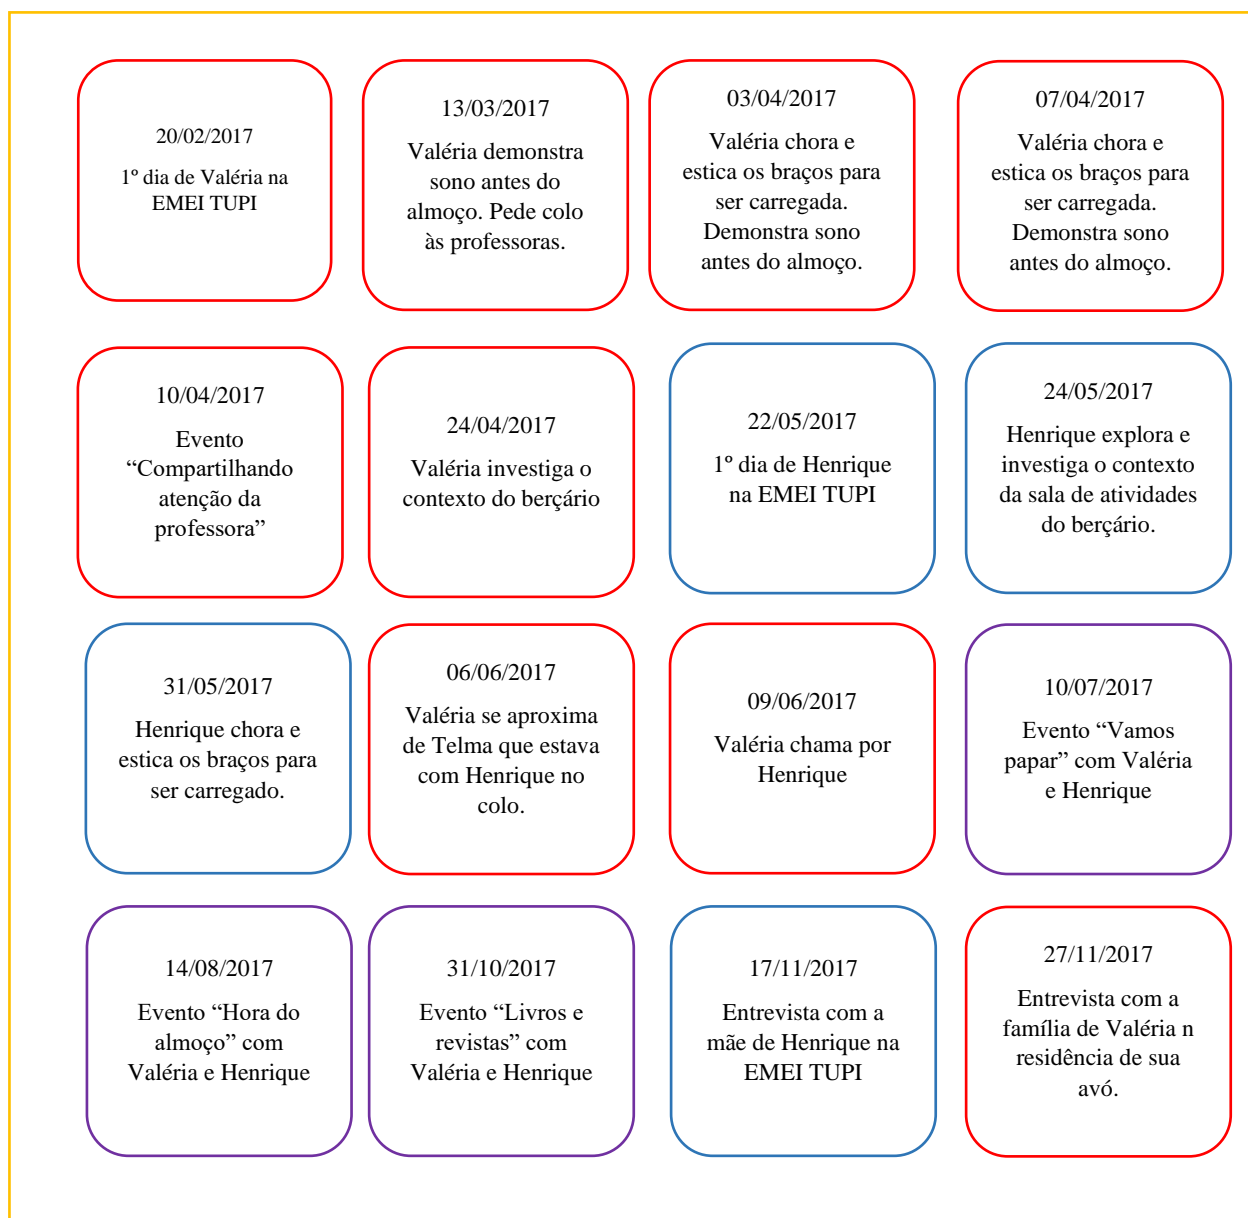 20/02/2017
1º dia de Valéria na
EMEI TUPI
13/03/2017
Valéria demonstra
sono antes do
almoço. Pede colo
às professoras.
03/04/2017
Valéria chora e
estica os braços para
ser carregada.
Demonstra sono
antes do almoço.
07/04/2017
Valéria chora e
estica os braços para
ser carregada.
Demonstra sono
antes do almoço.
10/04/2017
Evento
“Compartilhando
atenção da
professora”
24/04/2017
Valéria investiga o
contexto do berçário
22/05/2017
1º dia de Henrique
na EMEI TUPI
24/05/2017
Henrique explora e
investiga o contexto
da sala de atividades
do berçário.
31/05/2017
Henrique chora e
estica os braços para
ser carregado.
06/06/2017
Valéria se aproxima
de Telma que estava
com Henrique no
colo.
09/06/2017
Valéria chama por
Henrique
10/07/2017
Evento “Vamos
papar” com Valéria
e Henrique
14/08/2017
Evento “Hora do
almoço” com
Valéria e Henrique
31/10/2017
Evento “Livros e
revistas” com
Valéria e Henrique
17/11/2017
Entrevista com a
mãe de Henrique na
EMEI TUPI
27/11/2017
Entrevista com a
família de Valéria n
residência de sua
avó.